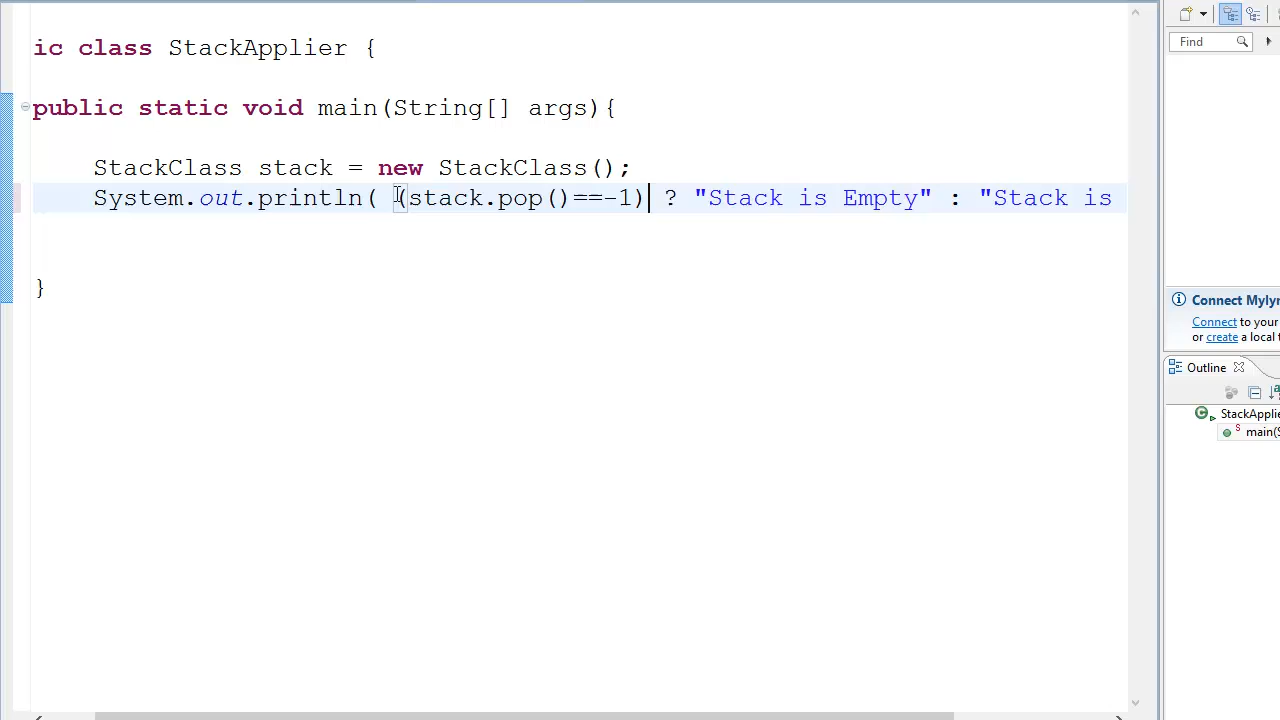 ic class StackApplier {
public static void main(String[] args){
StackClass stack = new StackClass();
System.out.println( (stack.pop()==-1) ? "Stack is Empty" : "Stack is
}
Find
Connect Mylyn
Connect to your
or create a local t
Outline
StackApplie
main(S